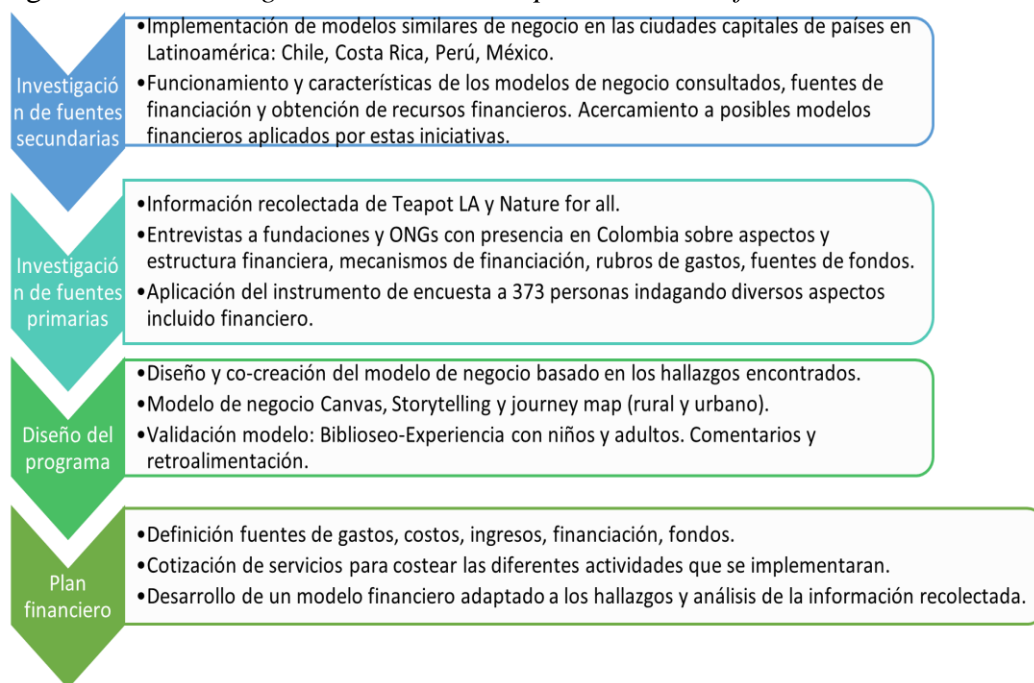 •Implementación de modelos similares de negocio en las ciudades capitales de países en
Latinoamérica: Chile, Costa Rica, Perú, México.
•Funcionamiento y características de los modelos de negocio consultados, fuentes de
financiación y obtención de recursos financieros. Acercamiento a posibles modelos
financieros aplicados por estas iniciativas.
Investigació
n de fuentes
secundarias
•Información recolectada de Teapot LA y Nature for all.
•Entrevistas a fundaciones y ONGs con presencia en Colombia sobre aspectos y
estructura financiera, mecanismos de financiación, rubros de gastos, fuentes de fondos.
•Aplicación del instrumento de encuesta a 373 personas indagando diversos aspectos
incluido financiero.
Investigació
n de fuentes
primarias
•Diseño y co-creación del modelo de negocio basado en los hallazgos encontrados.
•Modelo de negocio Canvas, Storytelling y journey map (rural y urbano).
•Validación modelo: Biblioseo-Experiencia con niños y adultos. Comentarios y
retroalimentación.
Diseño del
programa
•Definición fuentes de gastos, costos, ingresos, financiación, fondos.
•Cotización de servicios para costear las diferentes actividades que se implementaran.
•Desarrollo de un modelo financiero adaptado a los hallazgos y análisis de la información recolectada.
Plan
financiero